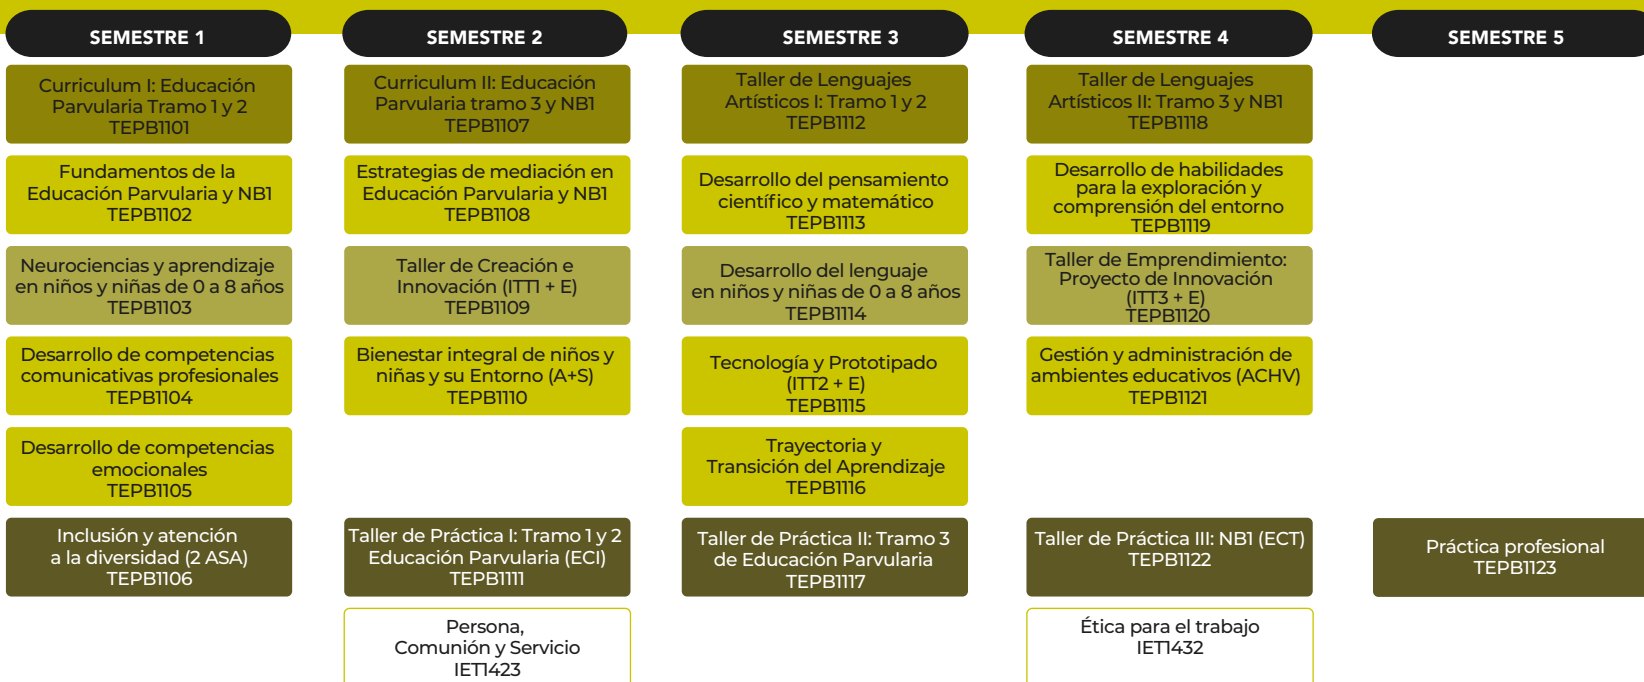 SEMESTRE 1
Curriculum I: Educación
Parvularia Tramo 1 y 2
TEPB1101
Fundamentos de la
Educación Parvularia y NB1
TEPB1102
Neurociencias y aprendizaje
en niños y niñas de 0 a 8 años
TEPB1103
Desarrollo de competencias
comunicativas profesionales
TEPB1104
Desarrollo de competencias
emocionales
TEPB1105
Inclusión y atención
a la diversidad (2 ASA)
TEPB1106
SEMESTRE 2
Curriculum II: Educación
Parvularia tramo 3 y NB1
TEPB1107
Estrategias de mediación en
Educación Parvularia y NB1
TEPB1108
Taller de Creación e
Innovación (ITT1 + E)
TEPB1109
Bienestar integral de niños y
niñas y su Entorno (A+S)
TEPB1110
Taller de Práctica I: Tramo 1 y 2
Educación Parvularia (ECI)
TEPB1111
Persona,
Comunión y Servicio
IET1423
SEMESTRE 3
Taller de Lenguajes
Artísticos I: Tramo 1 y 2
TEPB1112
Desarrollo del pensamiento
científico y matemático
TEPB1113
Desarrollo del lenguaje
en niños y niñas de 0 a 8 años
TEPB1114
Tecnología y Prototipado
(ITT2 + E)
TEPB1115
Trayectoria y
Transición del Aprendizaje
TEPB1116
Taller de Práctica II: Tramo 3
de Educación Parvularia
TEPB1117
SEMESTRE 4
Taller de Lenguajes
Artísticos II: Tramo 3 y NB1
TEPB1118
Desarrollo de habilidades
para la exploración y
comprensión del entorno
TEPB1119
Taller de Emprendimiento:
Proyecto de Innovación
(ITT3 + E)
TEPB1120
Gestión y administración de
ambientes educativos (ACHV)
TEPB1121
Taller de Práctica III: NB1 (ECT)
TEPB1122
Ética para el trabajo
IET1432
SEMESTRE 5
Práctica profesional
TEPB1123